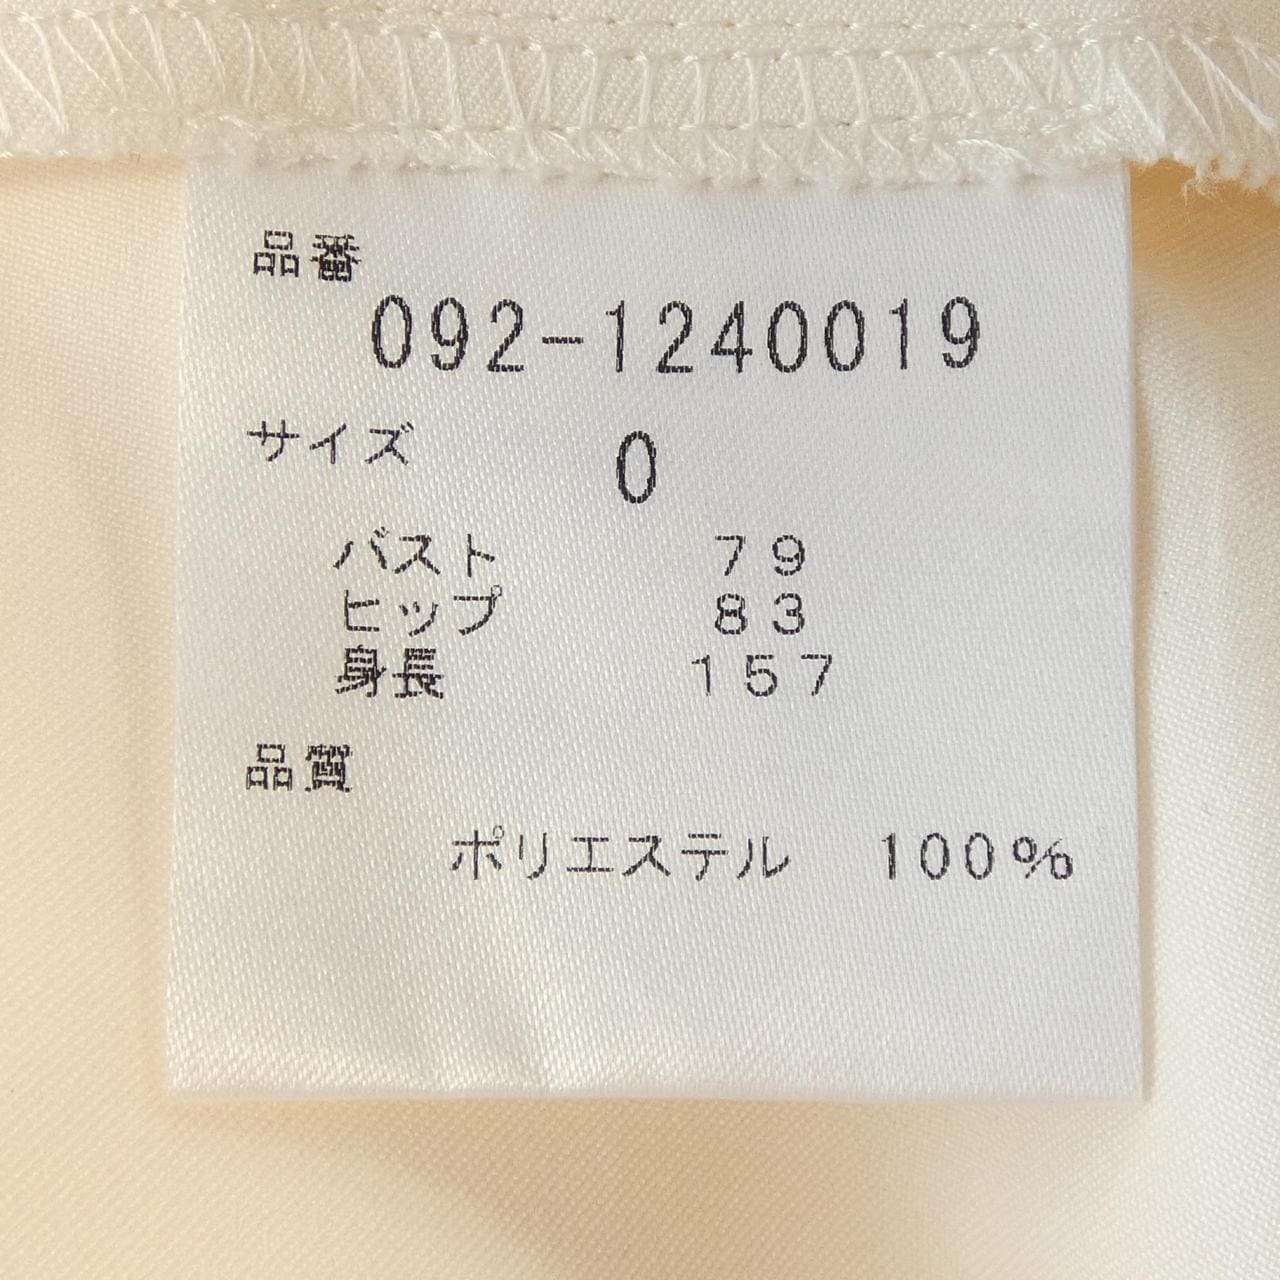 品番
092-1240019
サイズ 0
バスト 79
ヒップ 83
身長 157
品質
ポリエステル 100%